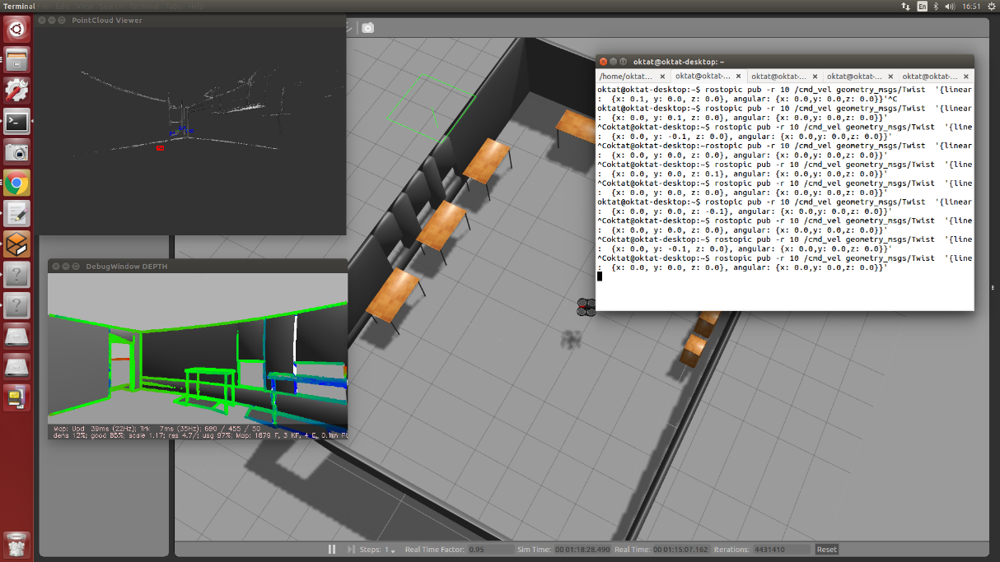 Terminal File Edit View Search Terminal Tabs Help
En
16:51
PointCloud Viewer
oktat@oktat-desktop: ~
/home/oktat...
oktat@oktat-...
oktat@oktat-...
oktat@oktat-...
oktat@oktat-...
oktat@oktat-desktop:~$ rostopic pub -r 10 /cmd_vel geometry_msgs/Twist '{linear
: {x: 0.1, y: 0.0, z: 0.0}, angular: {x: 0.0,y: 0.0,z: 0.0}}'^C
oktat@oktat-desktop:~$ rostopic pub -r 10 /cmd_vel geometry_msgs/Twist '{linear
: {x: 0.0, y: 0.1, z: 0.0}, angular: {x: 0.0,y: 0.0,z: 0.0}}'
^Coktat@oktat-desktop:~$ rostopic pub -r 10 /cmd_vel geometry_msgs/Twist '{line
: {x: 0.0, y: -0.1, z: 0.0}, angular: {x: 0.0,y: 0.0,z: 0.0}}'
^Coktat@oktat-desktop:~$ rostopic pub -r 10 /cmd_vel geometry_msgs/Twist '{line
: {x: 0.0, y: 0.0, z: 0.0}, angular: {x: 0.0,y: 0.0,z: 0.0}}'
^Coktat@oktat-desktop:~$ rostopic pub -r 10 /cmd_vel geometry_msgs/Twist '{line
: {x: 0.0, y: 0.0, z: 0.1}, angular: {x: 0.0,y: 0.0,z: 0.0}}'
^Coktat@oktat-desktop:~$ rostopic pub -r 10 /cmd_vel geometry_msgs/Twist '{line
: {x: 0.0, y: 0.0, z: 0.0}, angular: {x: 0.0,y: 0.0,z: 0.0}}'
oktat@oktat-desktop:~$ rostopic pub -r 10 /cmd_vel geometry_msgs/Twist '{linear
: {x: 0.0, y: 0.0, z: -0.1}, angular: {x: 0.0,y: 0.0,z: 0.0}}'
^Coktat@oktat-desktop:~$ rostopic pub -r 10 /cmd_vel geometry_msgs/Twist '{line
: {x: 0.0, y: 0.0, z: 0.0}, angular: {x: 0.0,y: 0.0,z: 0.0}}'
^Coktat@oktat-desktop:~$ rostopic pub -r 10 /cmd_vel geometry_msgs/Twist '{line
: {x: 0.0, y: -0.1, z: 0.0}, angular: {x: 0.0,y: 0.0,z: 0.0}}'
^Coktat@oktat-desktop:~$ rostopic pub -r 10 /cmd_vel geometry_msgs/Twist '{line
: {x: 0.0, y: 0.0, z: 0.0}, angular: {x: 0.0,y: 0.0,z: 0.0}}'
DebugWindow DEPTH
Map: Upd 39ms (22Hz); Trk 7ms (35Hz); 690 / 455 / 50
dens 12%; good 85%; scale 1.17; res 4.7/; usg 97%; Map: 1879 F, 3 KF, 4 E, 0.1m Pt
Steps: 1
Real Time Factor: 0.95
Sim Time: 00 01:18:28.490
Real Time: 00 01:15:07.162
Iterations: 4431410
Reset